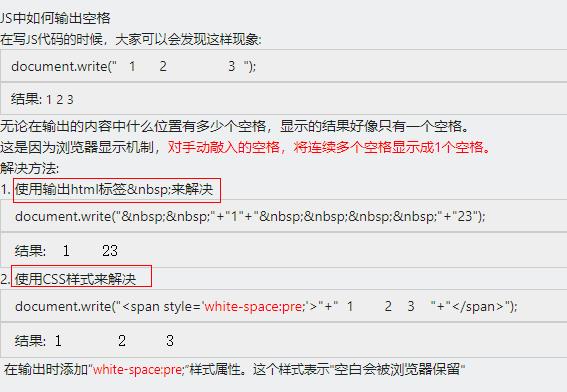 JS中如何输出空格
在写JS代码的时候，大家可以会发现这样现象:
document.write("   1      2                3  ");
结果: 1 2 3
无论在输出的内容中什么位置有多少个空格，显示的结果好像只有一个空格。
这是因为浏览器显示机制，对手动敲入的空格，将连续多个空格显示成1个空格。
解决方法:
1. 使用输出html标签&nbsp;来解决
document.write("&nbsp;&nbsp;"+"1"+"&nbsp;&nbsp;&nbsp;&nbsp;"+"23");
结果:    1      23
2. 使用CSS样式来解决
document.write("<span style='white-space:pre;'>"+"  1        2    3    "+"</span>");
结果:  1        2      3
在输出时添加"white-space:pre;"样式属性。这个样式表示"空白会被浏览器保留"